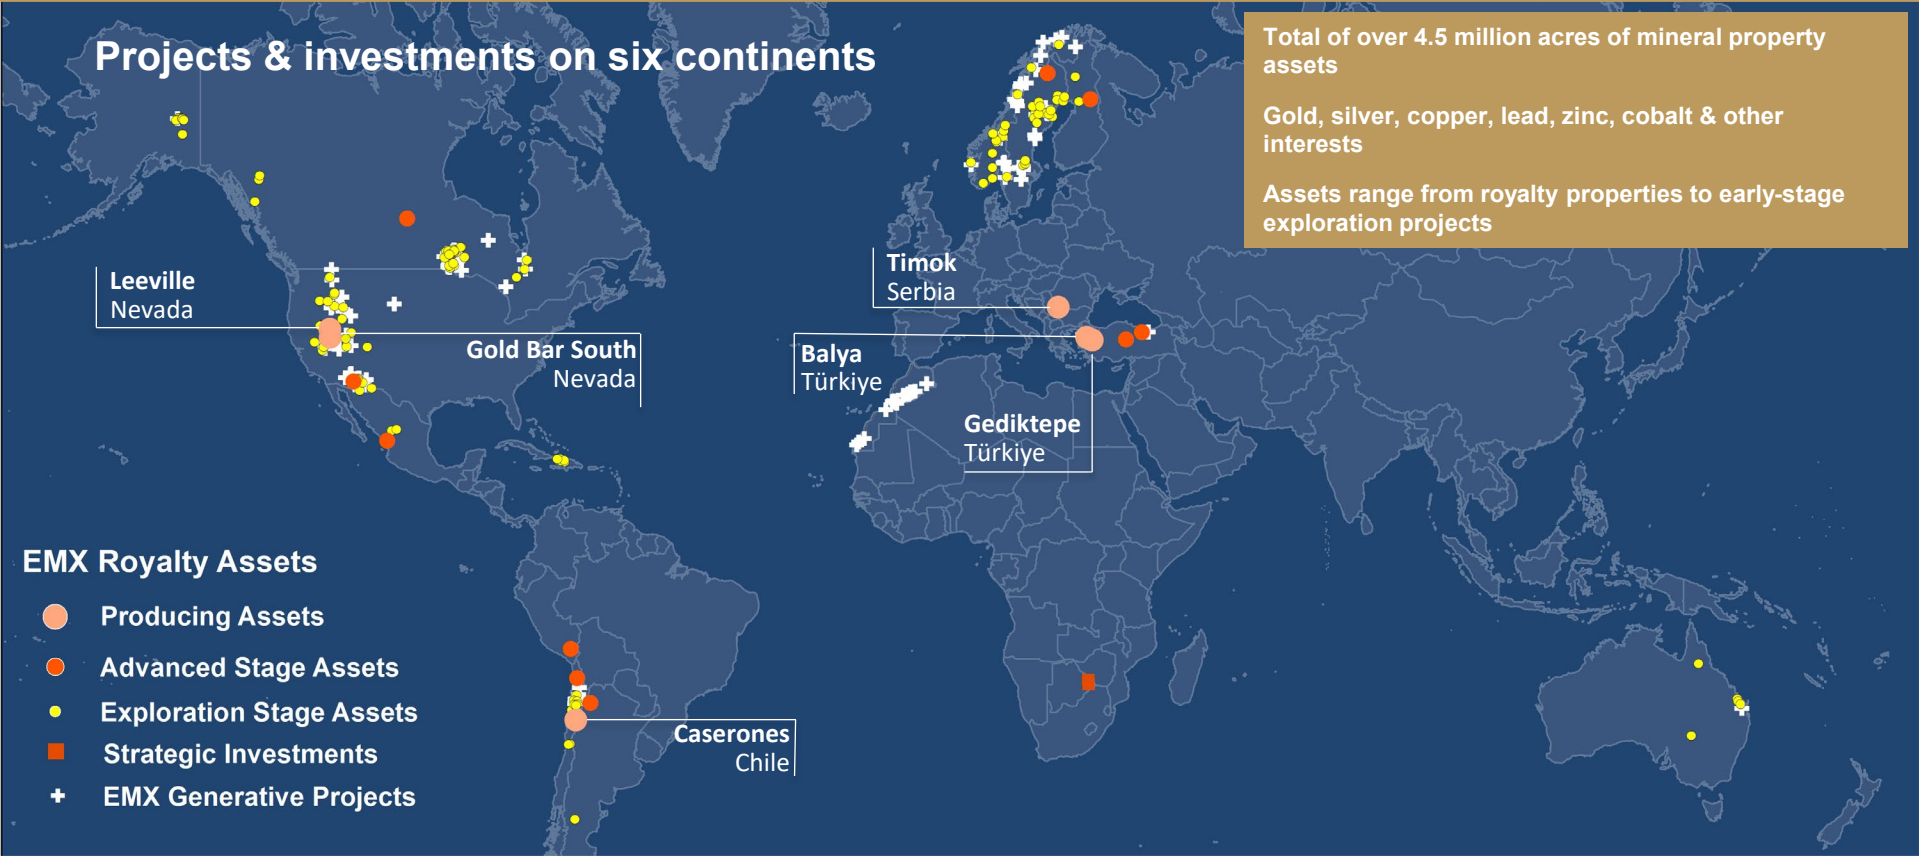 Projects & investments on six continents
Total of over 4.5 million acres of mineral property
assets
Gold, silver, copper, lead, zinc, cobalt & other
interests
Assets range from royalty properties to early-stage
exploration projects
Leeville
Nevada
Gold Bar South
Nevada
Timok
Serbia
Balya
Türkiye
Gediktepe
Türkiye
Caserones
Chile
EMX Royalty Assets
Producing Assets
Advanced Stage Assets
Exploration Stage Assets
Strategic Investments
EMX Generative Projects